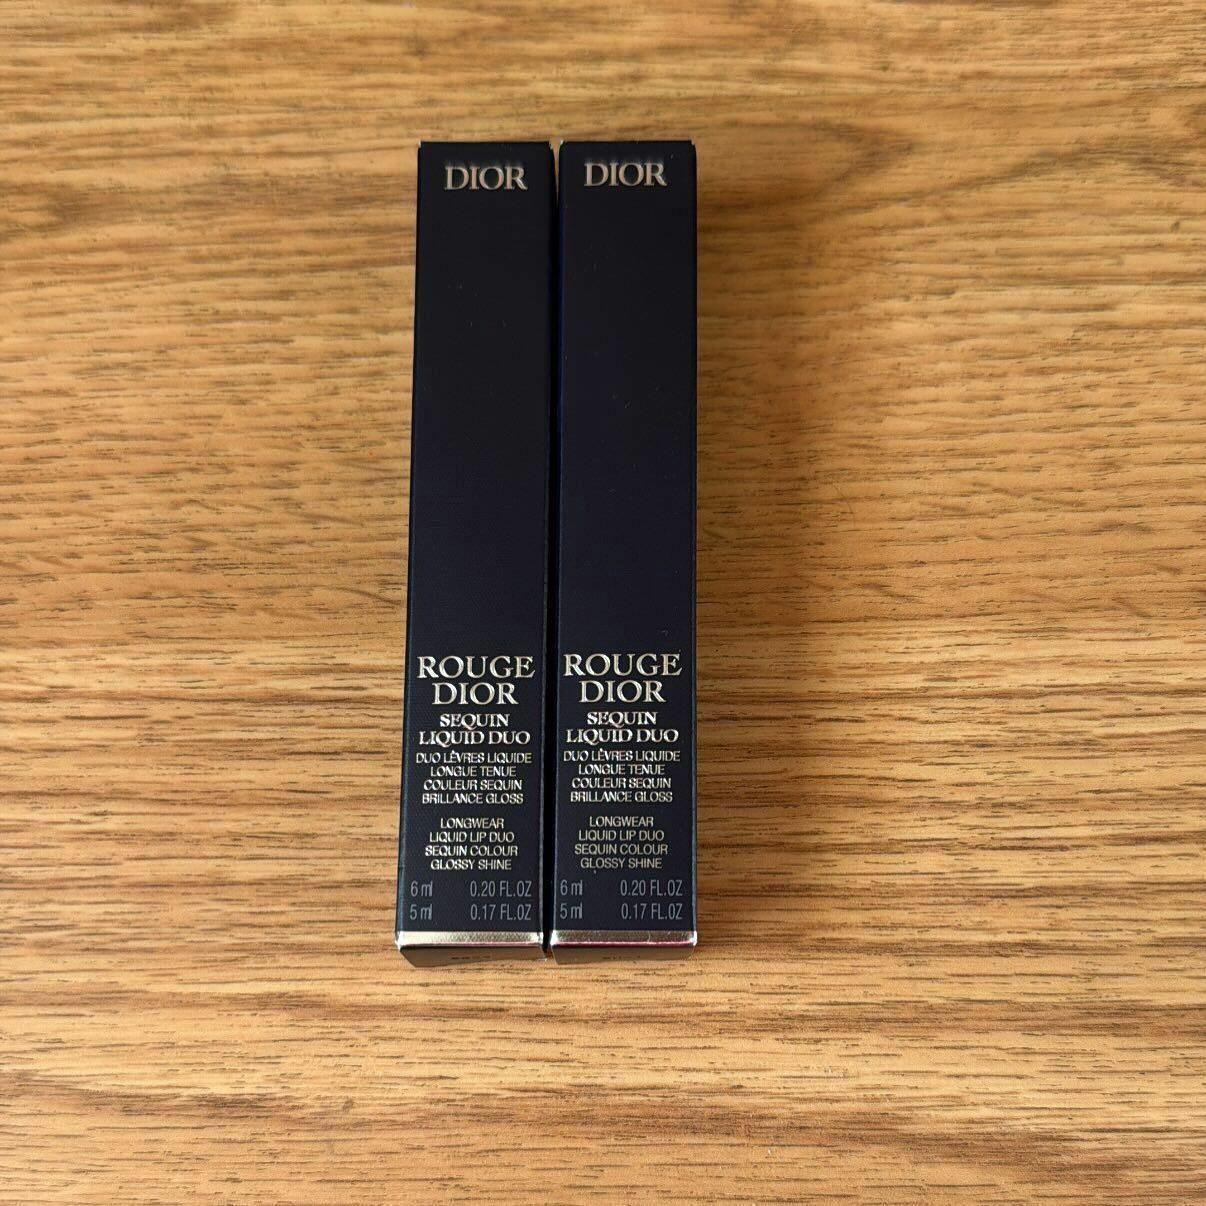 DIOR
ROUGE
DIOR
SEQUIN
LIQUID DUO
DUO LÈVRES LIQUIDE
LONGUE TENUE
COULEUR SEQUIN
BRILLANCE GLOSS
LONGWEAR
LIQUID LIP DUO
SEQUIN COLOUR
GLOSSY SHINE
6 ml 0.20 FL.OZ
5 ml 0.17 FL.OZ
DIOR
ROUGE
DIOR
SEQUIN
LIQUID DUO
DUO LÈVRES LIQUIDE
LONGUE TENUE
COULEUR SEQUIN
BRILLANCE GLOSS
LONGWEAR
LIQUID LIP DUO
SEQUIN COLOUR
GLOSSY SHINE
6 ml 0.20 FL.OZ
5 ml 0.17 FL.OZ